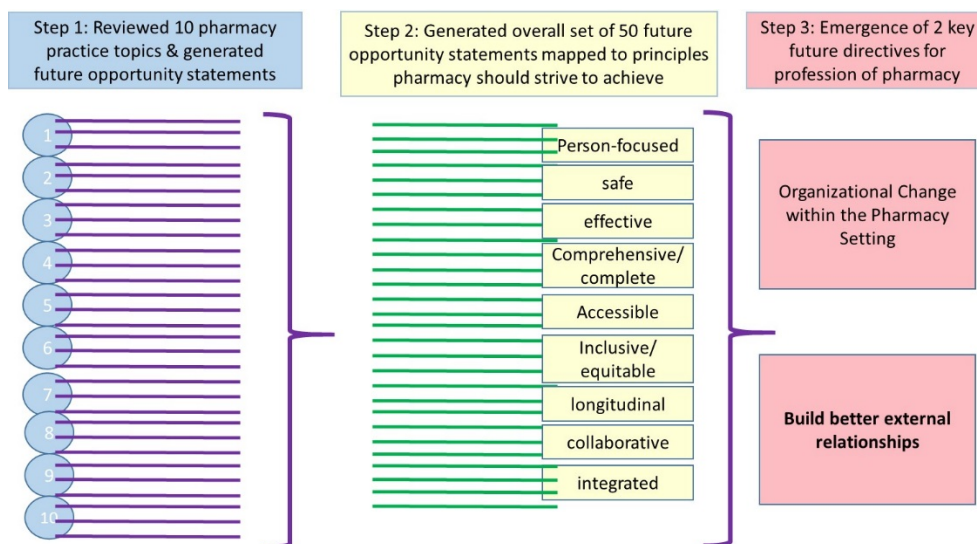 Step 1: Reviewed 10 pharmacy
practice topics & generated
future opportunity statements
Step 2: Generated overall set of 50 future
opportunity statements mapped to principles
pharmacy should strive to achieve
Step 3: Emergence of 2 key
future directives for
profession of pharmacy
1
2
3
4
5
6
7
8
9
10
Person-focused
safe
effective
Comprehensive/
complete
Accessible
Inclusive/
equitable
longitudinal
collaborative
integrated
Organizational Change
within the Pharmacy
Setting
Build better external
relationships